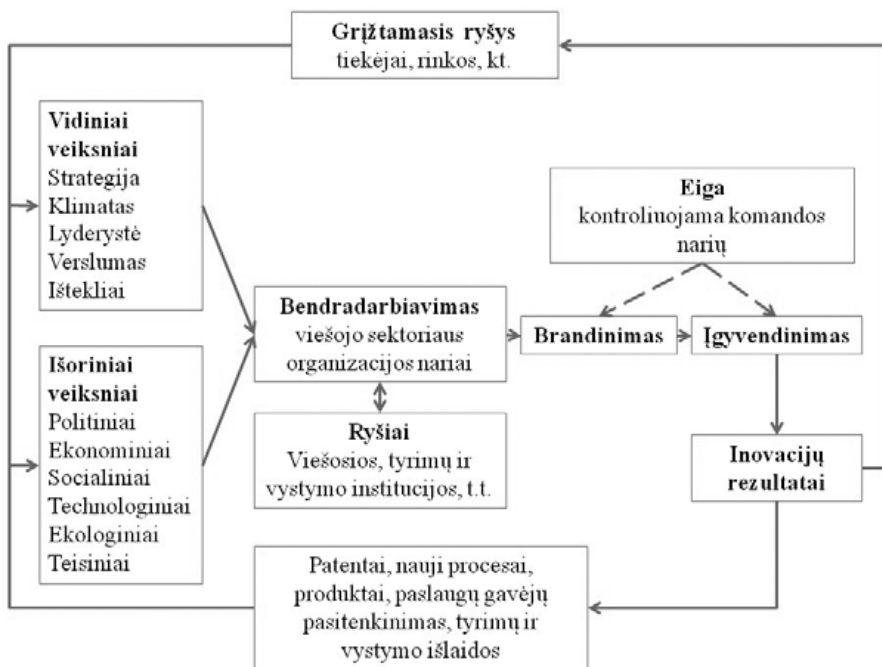 Grįžtamasis ryšys
tiekėjai, rinkos, kt.
Vidiniai
veiksniai
Strategija
Klimatas
Lyderystė
Verslumas
Ištekliai
Eiga
kontroliuojama komandos
narių
Bendradarbiavimas
viešojo sektoriaus
organizacijos nariai
Brandinimas
Įgyvendinimas
Išoriniai
veiksniai
Politiniai
Ekonominiai
Socialiniai
Technologiniai
Ekologiniai
Teisiniai
Ryšiai
Viešosios, tyrimų ir
vystymo institucijos, t.t.
Inovacijų
rezultatai
Patentai, nauji procesai,
produktai, paslaugų gavėjų
pasitenkinimas, tyrimų ir
vystymo išlaidos